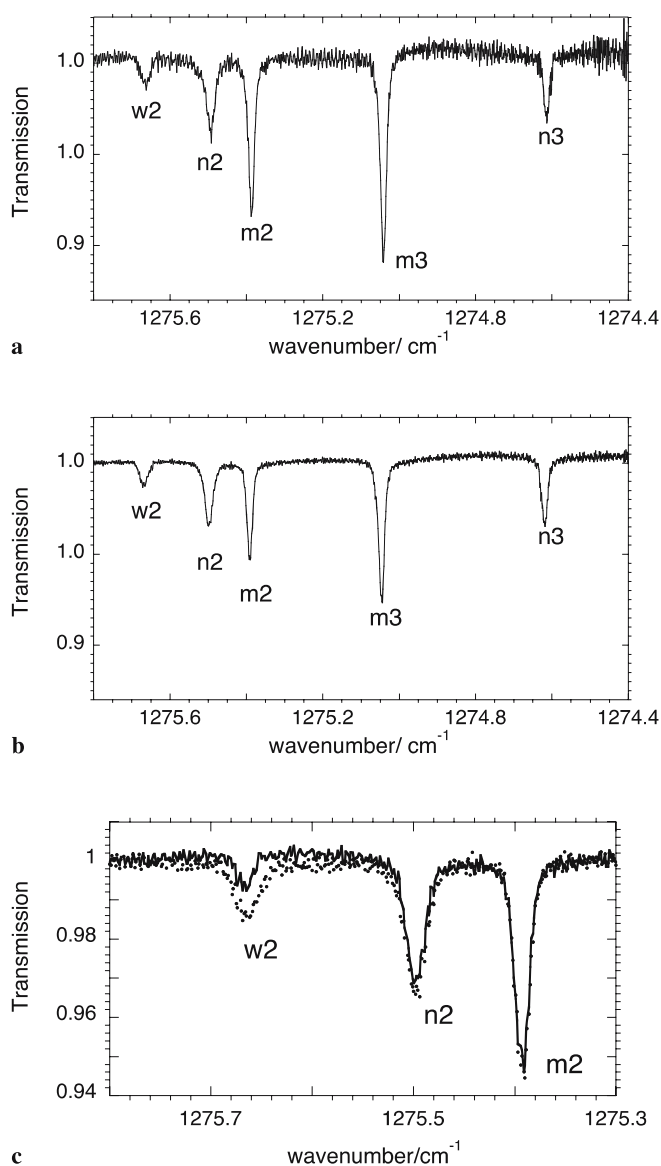 1.0
1.0
0.9
Transmission
w2
n2
m2
m3
n3
1275.6
1275.2
1274.8
1274.4
wavenumber/ cm-1
a
1.0
1.0
0.9
Transmission
w2
n2
m2
m3
n3
1275.6
1275.2
1274.8
1274.4
wavenumber/ cm-1
b
1
0.98
0.96
0.94
Transmission
w2
n2
m2
1275.7
1275.5
1275.3
wavenumber/cm-1
c